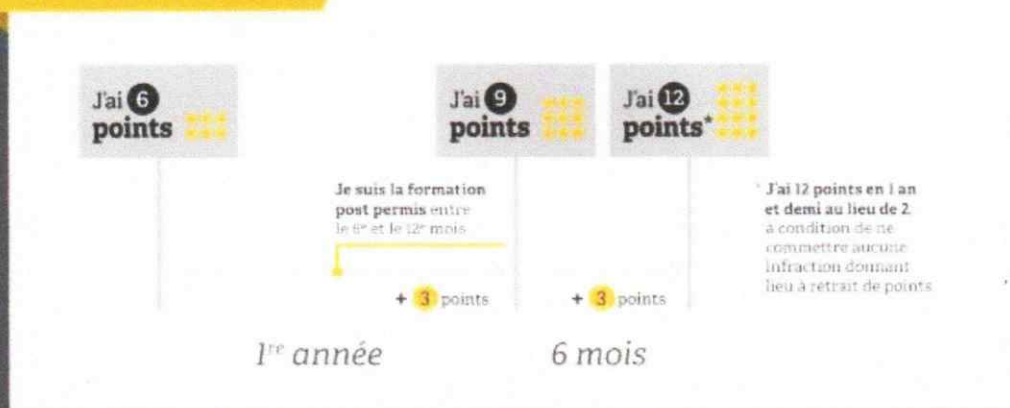 J'ai 6
points
J'ai 9
points
J'ai 12
points*
Je suis la formation
post permis entre
le 6e et le 12e mois
* J'ai 12 points en 1 an
et demi au lieu de 2
à condition de ne
commettre aucune
infraction donnant
lieu à retrait de points
+ 3 points
+ 3 points
1re année
6 mois